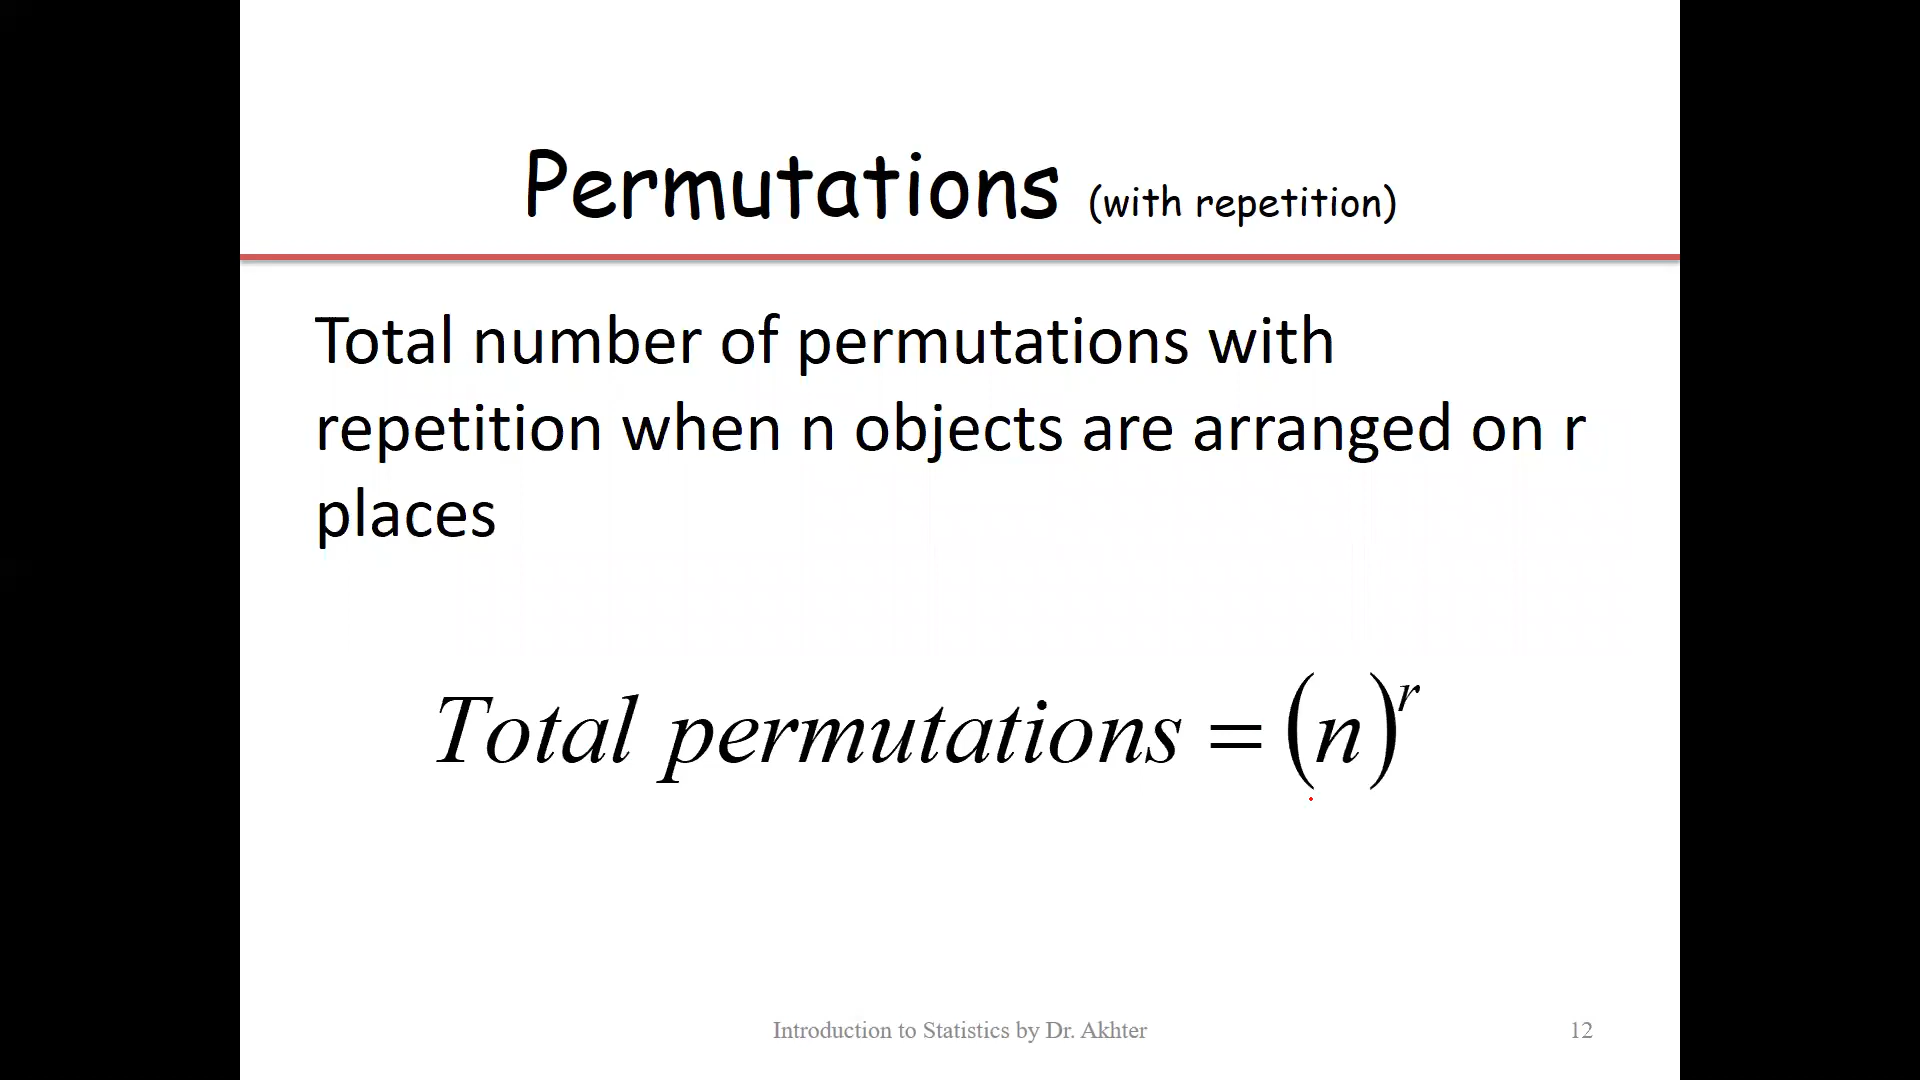 Permutations (with repetition)
Total number of permutations with
repetition when n objects are arranged on r
places
Total permutations = (n)^r
Introduction to Statistics by Dr. Akhter
12